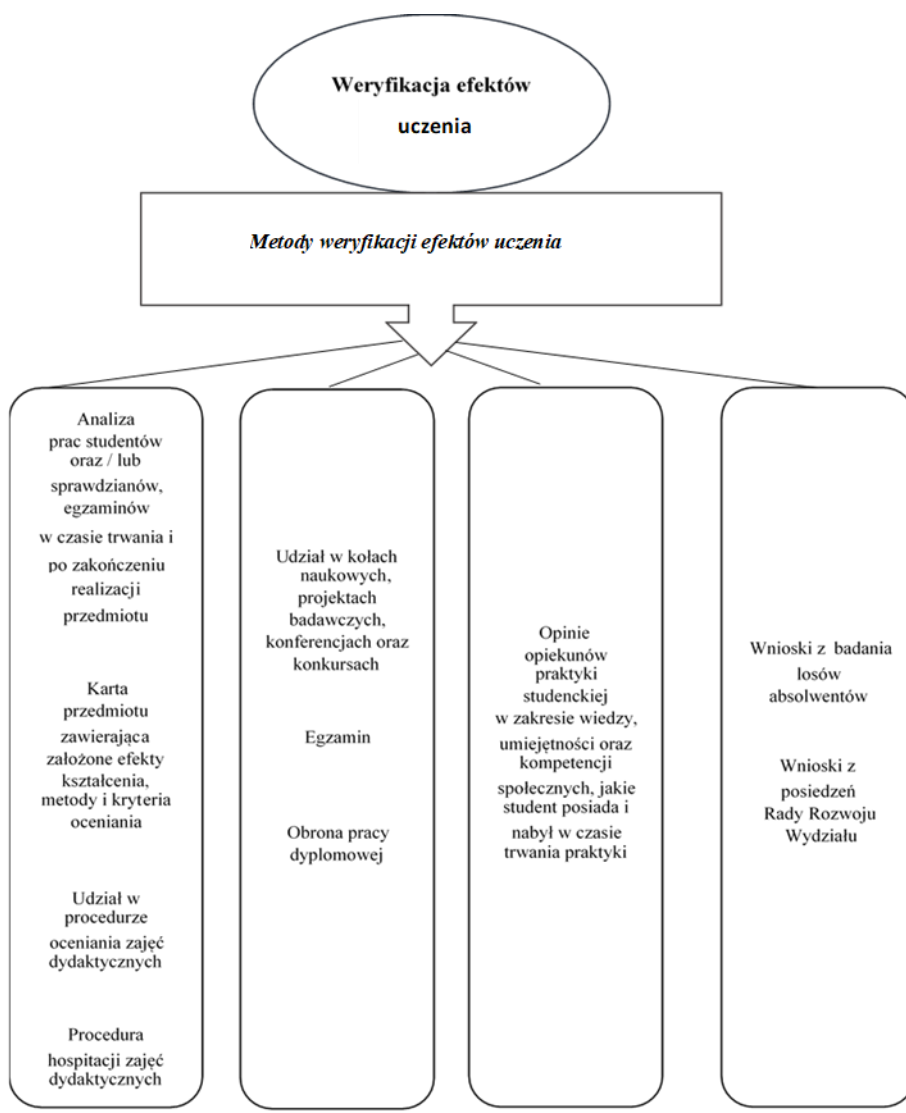 Weryfikacja efektów
uczenia
Metody weryfikacji efektów uczenia
Analiza
prac studentów
oraz / lub
sprawdzianów,
egzaminów
w czasie trwania i
po zakończeniu
realizacji
przedmiotu
Karta
przedmiotu
zawierająca
założone efekty
kształcenia,
metody i kryteria
oceniania
Udział w
procedurze
oceniania zajęć
dydaktycznych
Procedura
hospitacji zajęć
dydaktycznych
Udział w kołach
naukowych,
projektach
badawczych,
konferencjach oraz
konkursach
Egzamin
Obrona pracy
dyplomowej
Opinie
opiekunów
praktyki
studenckiej
w zakresie wiedzy,
umiejętności oraz
kompetencji
społecznych, jakie
student posiada i
nabył w czasie
trwania praktyki
Wnioski z badania
losów
absolwentów
Wnioski z
posiedzeń
Rady Rozwoju
Wydziału